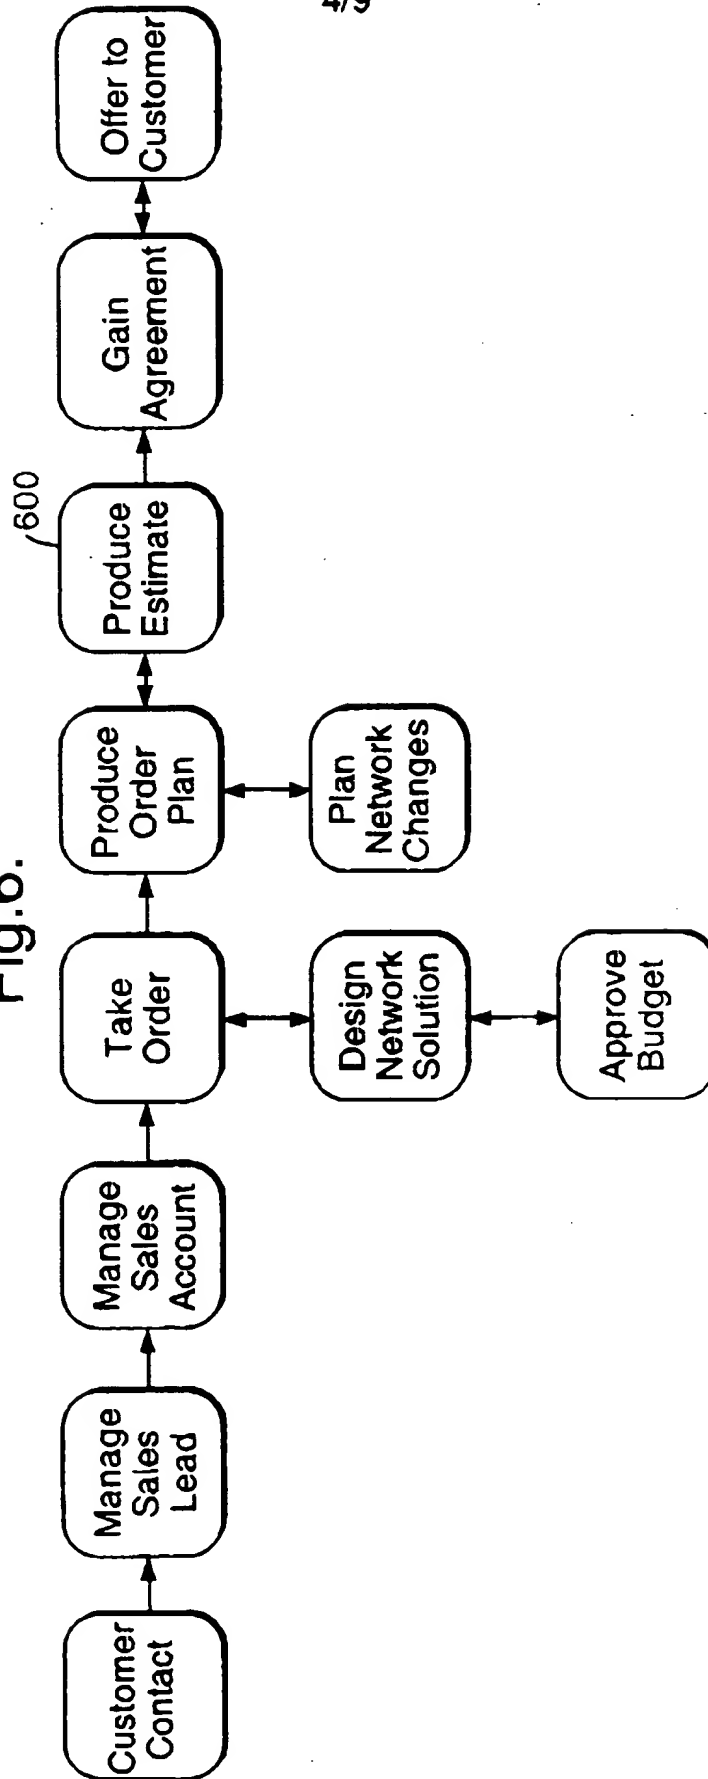 4/9
Fig.6.
Customer
Contact
Manage
Sales
Lead
Manage
Sales
Account
Take
Order
Produce
Order
Plan
Produce
Estimate
600
Gain
Agreement
Offer to
Customer
Design
Network
Solution
Plan
Network
Changes
Approve
Budget